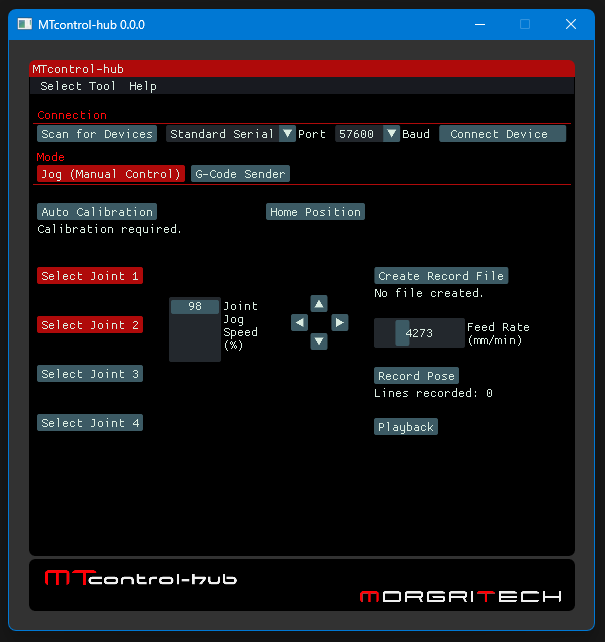 MTcontrol-hub 0.0.0
MTcontrol-hub
Select Tool Help
Connection
Scan for Devices Standard Serial Port 57600 Baud Connect Device
Mode
Jog (Manual Control) G-Code Sender
Auto Calibration Home Position
Calibration required.
Select Joint 1
Select Joint 2
Select Joint 3
Select Joint 4
98 Joint
Jog
Speed
(%)
Create Record File
No file created.
4273 Feed Rate
(mm/min)
Record Pose
Lines recorded: 0
Playback
MTcontrol-hub
MORGRITECH